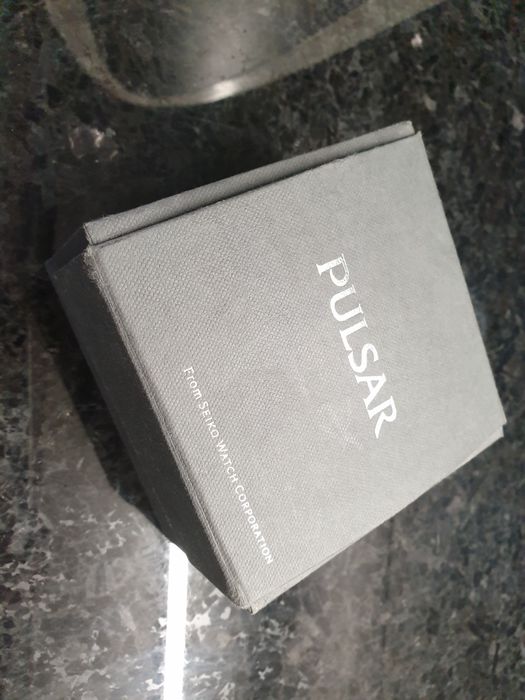 PULSAR
From SEIKO WATCH CORPORATION